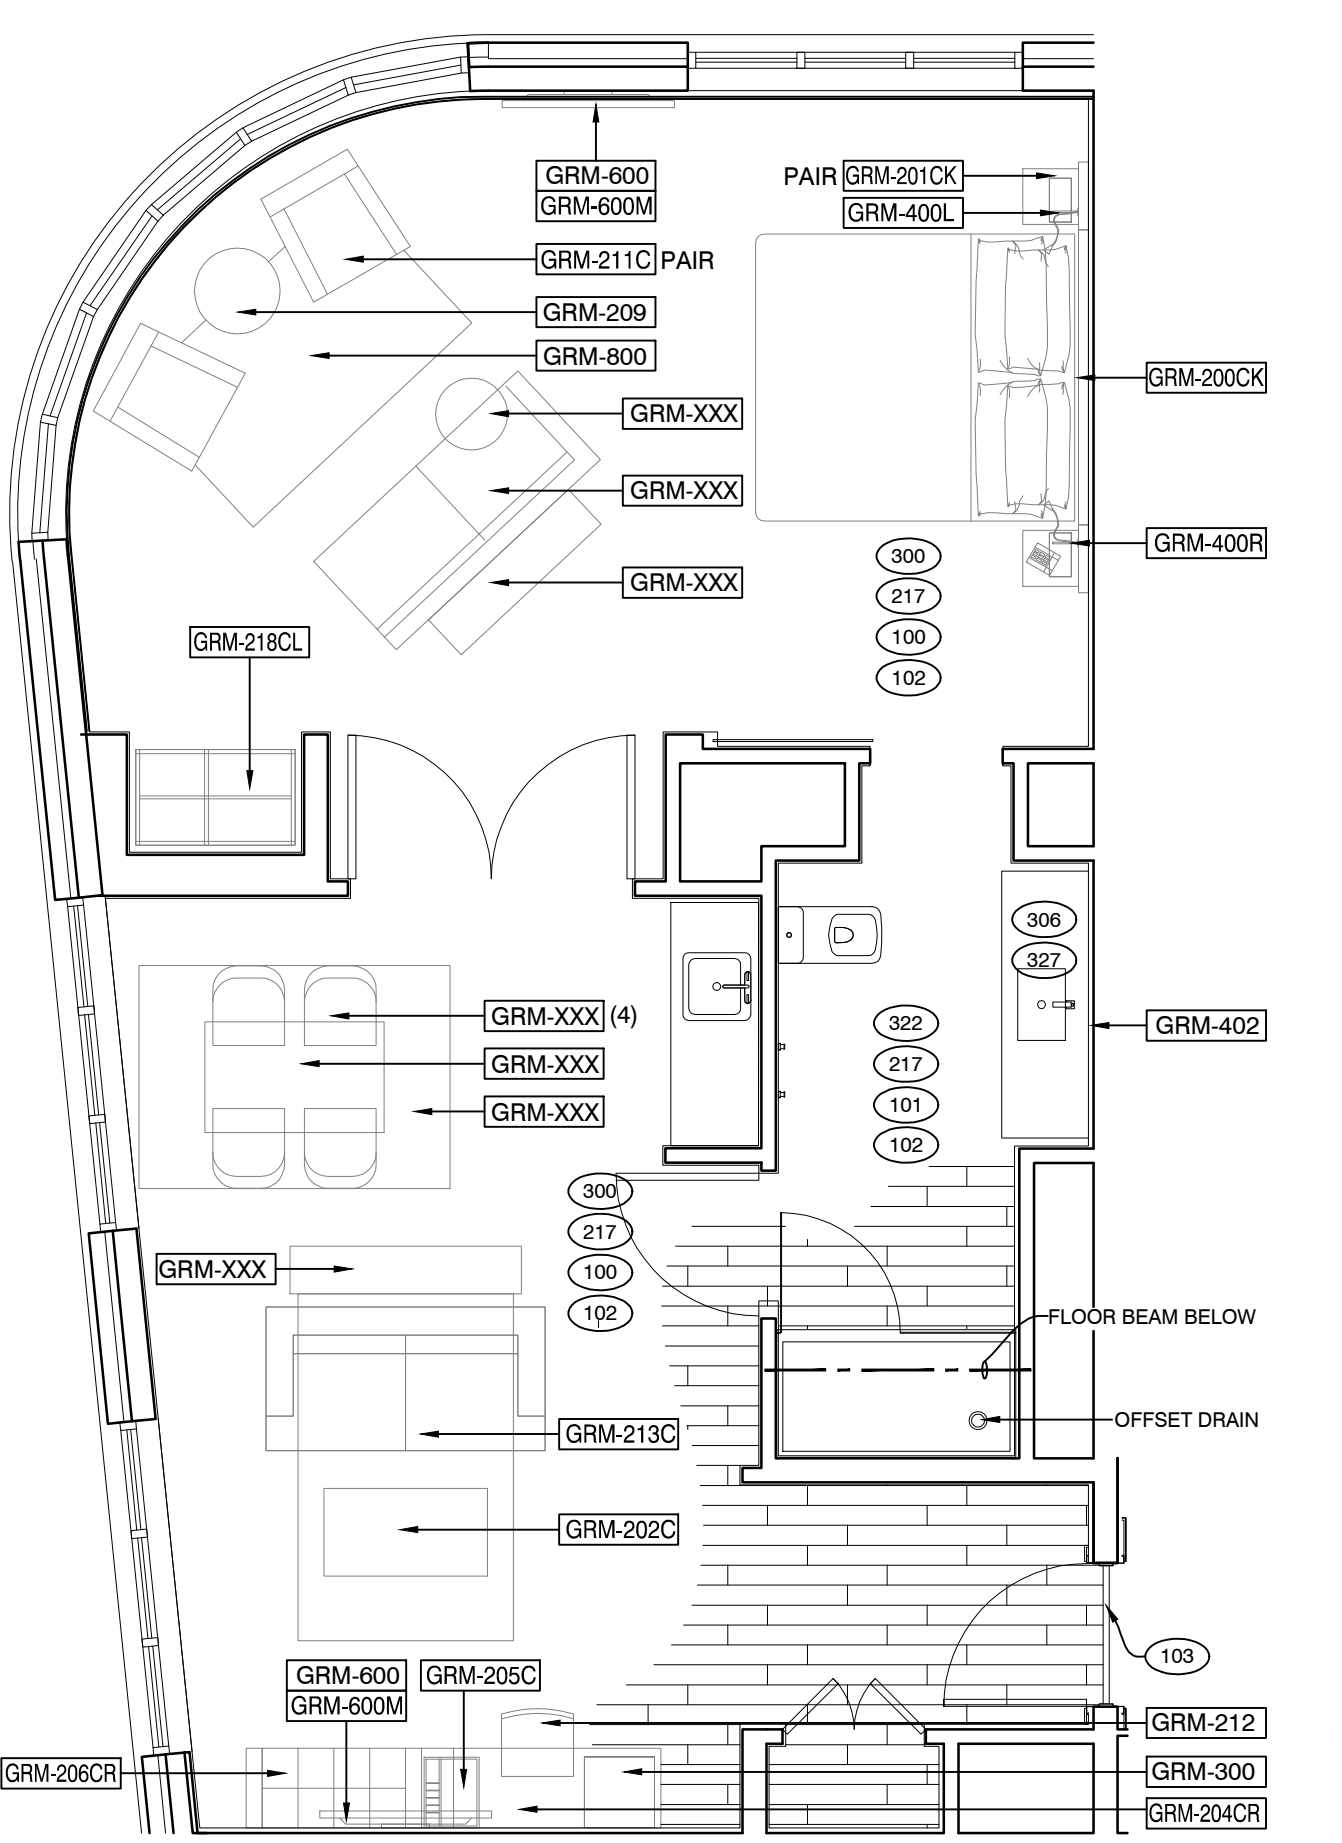 GRM-600
GRM-600M
PAIR GRM-201CK
GRM-400L
GRM-211C PAIR
GRM-209
GRM-800
GRM-200CK
GRM-XXX
GRM-XXX
GRM-400R
GRM-XXX
300
217
100
102
GRM-218CL
306
327
GRM-XXX (4)
322
GRM-402
GRM-XXX
217
GRM-XXX
101
102
300
217
GRM-XXX
100
102
FLOOR BEAM BELOW
OFFSET DRAIN
GRM-213C
GRM-202C
103
GRM-600
GRM-600M
GRM-205C
GRM-212
GRM-206CR
GRM-300
GRM-204CR